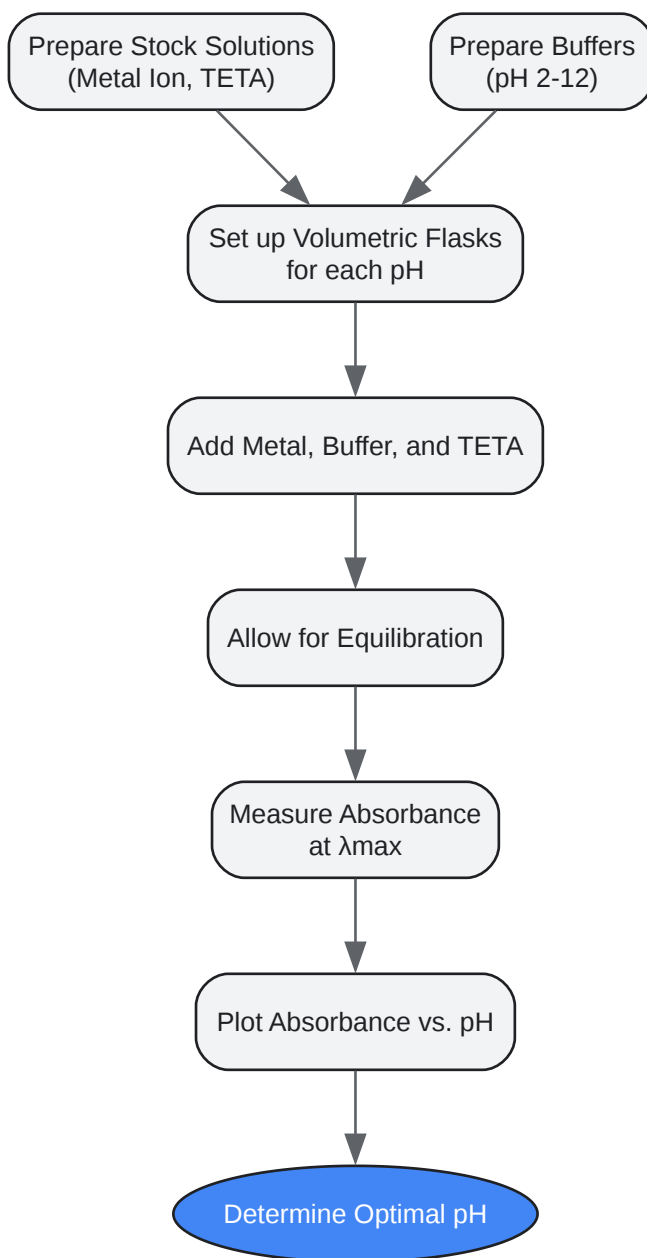 Prepare Stock Solutions
(Metal Ion, TETA)
Prepare Buffers
(pH 2-12)
Set up Volumetric Flasks
for each pH
Add Metal, Buffer, and TETA
Allow for Equilibration
Measure Absorbance
at λmax
Plot Absorbance vs. pH
Determine Optimal pH